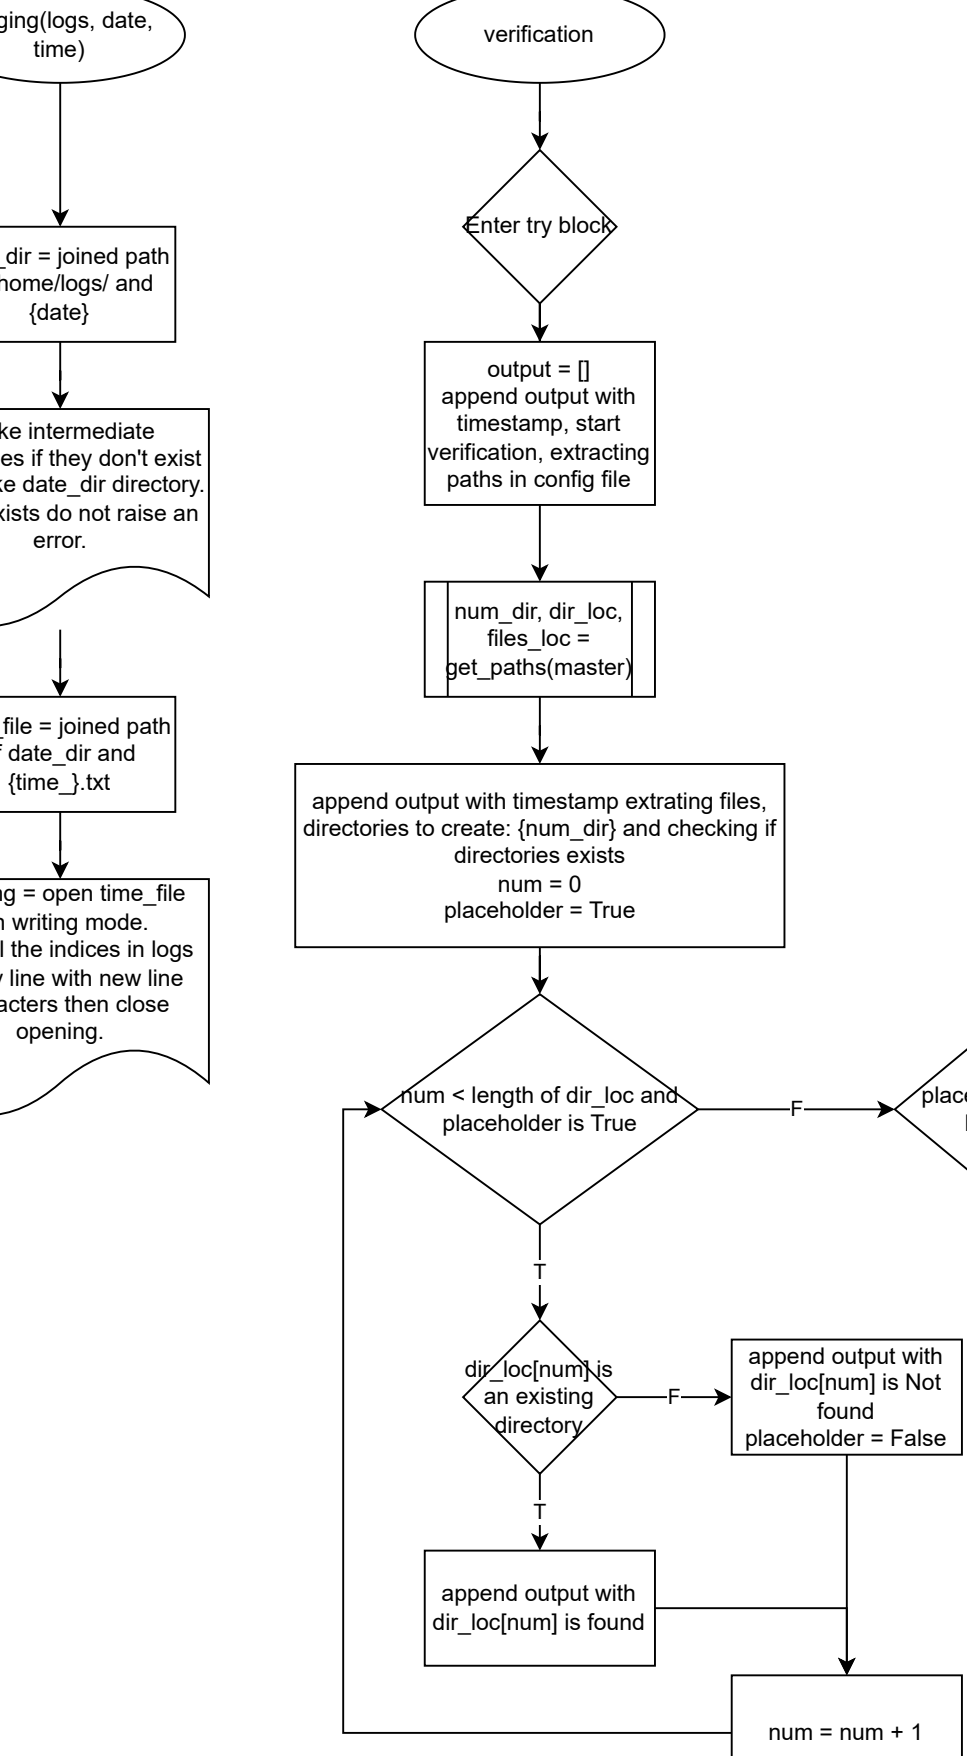 ging(logs, date,
time)
_dir = joined path
home/logs/ and
{date}
ke intermediate
es if they don't exist
ke date_dir directory.
xists do not raise an
error.
_file = joined path
f date_dir and
{time_}.txt
ng = open time_file
n writing mode.
l the indices in logs
y line with new line
acters then close
opening.
verification
Enter try block
output = []
append output with
timestamp, start
verification, extracting
paths in config file
num_dir, dir_loc,
files_loc =
get_paths(master)
append output with timestamp extrating files,
directories to create: {num_dir} and checking if
directories exists
num = 0
placeholder = True
num < length of dir_loc and
placeholder is True
F
place
T
dir_loc[num] is
an existing
directory
F
append output with
dir_loc[num] is Not
found
placeholder = False
T
append output with
dir_loc[num] is found
num = num + 1